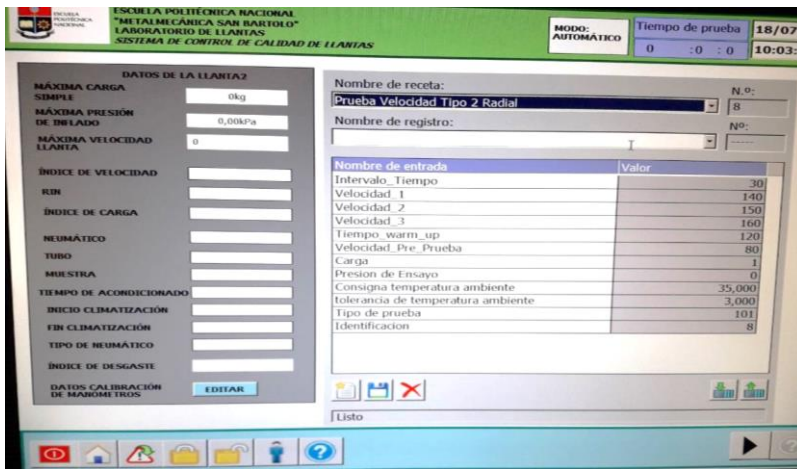 ESCUELA
POLITÉCNICA
NACIONAL
ESCUELA POLITÉCNICA NACIONAL
"METALMECÁNICA SAN BARTOLO"
LABORATORIO DE LLANTAS
SISTEMA DE CONTROL DE CALIDAD DE LLANTAS
MODO:
AUTOMÁTICO
Tiempo de prueba
0 :0 : 0
18/07
10:03:
DATOS DE LA LLANTA2
MÁXIMA CARGA
SIMPLE 0kg
MÁXIMA PRESIÓN
DE INFLADO 0,00kPa
MÁXIMA VELOCIDAD
LLANTA 0
ÍNDICE DE VELOCIDAD
RIN
ÍNDICE DE CARGA
NEUMÁTICO
TUBO
MUESTRA
TIEMPO DE ACONDICIONADO
INICIO CLIMATIZACIÓN
FIN CLIMATIZACIÓN
TIPO DE NEUMÁTICO
ÍNDICE DE DESGASTE
DATOS CALIBRACIÓN
DE MANOMETROS EDITAR
Nombre de receta: N.º:
Prueba Velocidad Tipo 2 Radial 8
Nombre de registro: Nº:
-----
Nombre de entrada Valor
Intervalo_Tiempo 30
Velocidad_1 140
Velocidad_2 150
Velocidad_3 160
Tiempo_warm_up 120
Velocidad_Pre_Prueba 80
Carga 1
Presion de Ensayo 0
Consigna temperatura ambiente 35,000
tolerancia de temperatura ambiente 3,000
Tipo de prueba 101
Identificacion 8
Listo